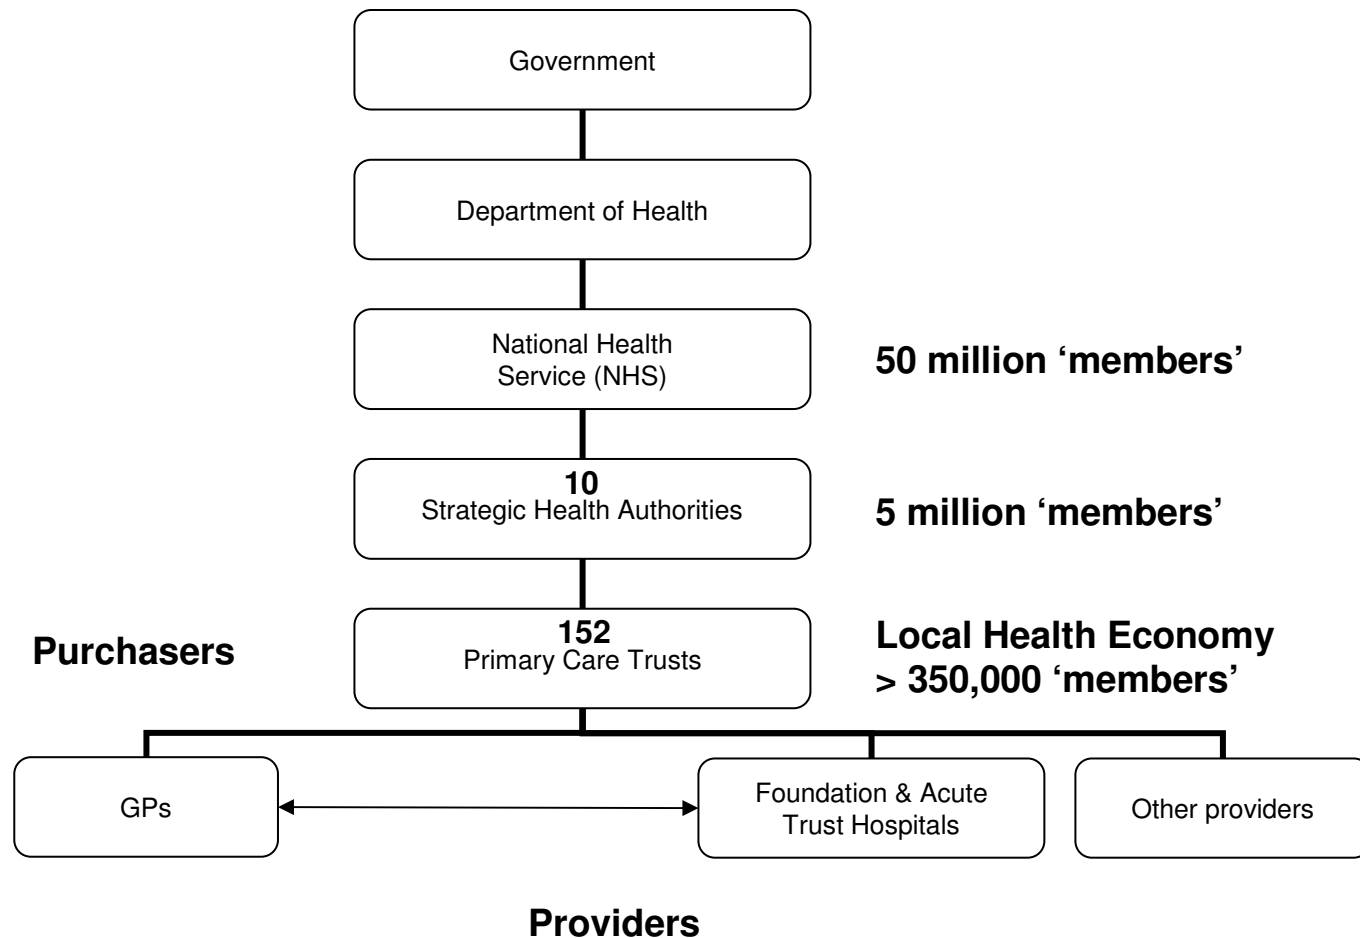 Government
Department of Health
National Health
Service (NHS)
50 million ‘members’
10
Strategic Health Authorities
5 million ‘members’
Purchasers
152
Primary Care Trusts
Local Health Economy
> 350,000 ‘members’
GPs
Foundation & Acute
Trust Hospitals
Other providers
Providers